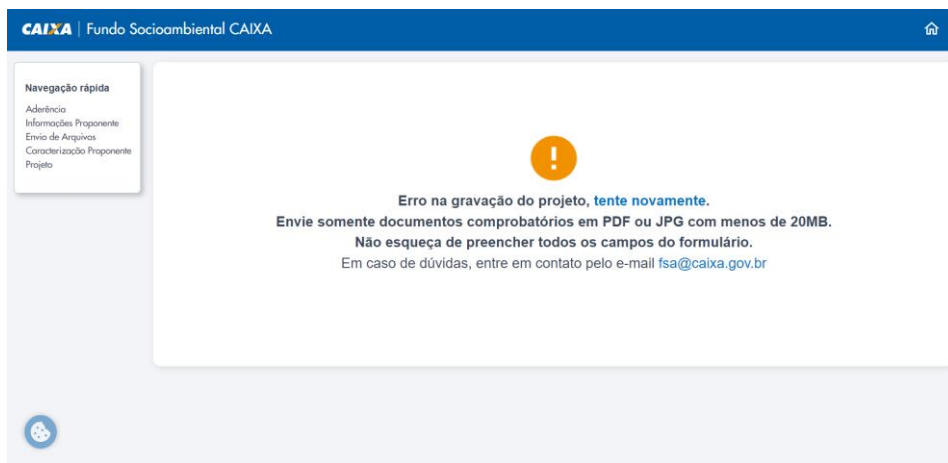 CAIXA | Fundo Socioambiental CAIXA
Navegação rápida
Aderência
Informações Proponente
Envio de Arquivos
Caracterização Proponente
Projeto
Erro na gravação do projeto, tente novamente.
Envie somente documentos comprobatórios em PDF ou JPG com menos de 20MB.
Não esqueça de preencher todos os campos do formulário.
Em caso de dúvidas, entre em contato pelo e-mail fsa@caixa.gov.br